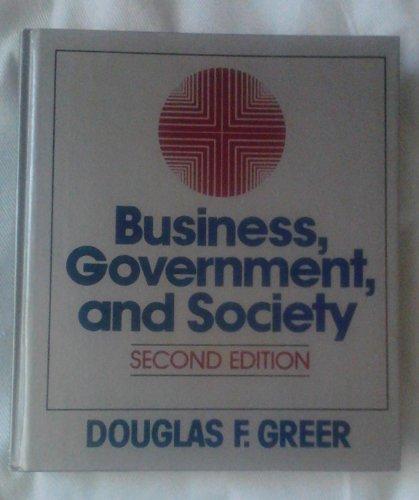 Business,
Government,
and Society
SECOND EDITION
DOUGLAS F. GREER